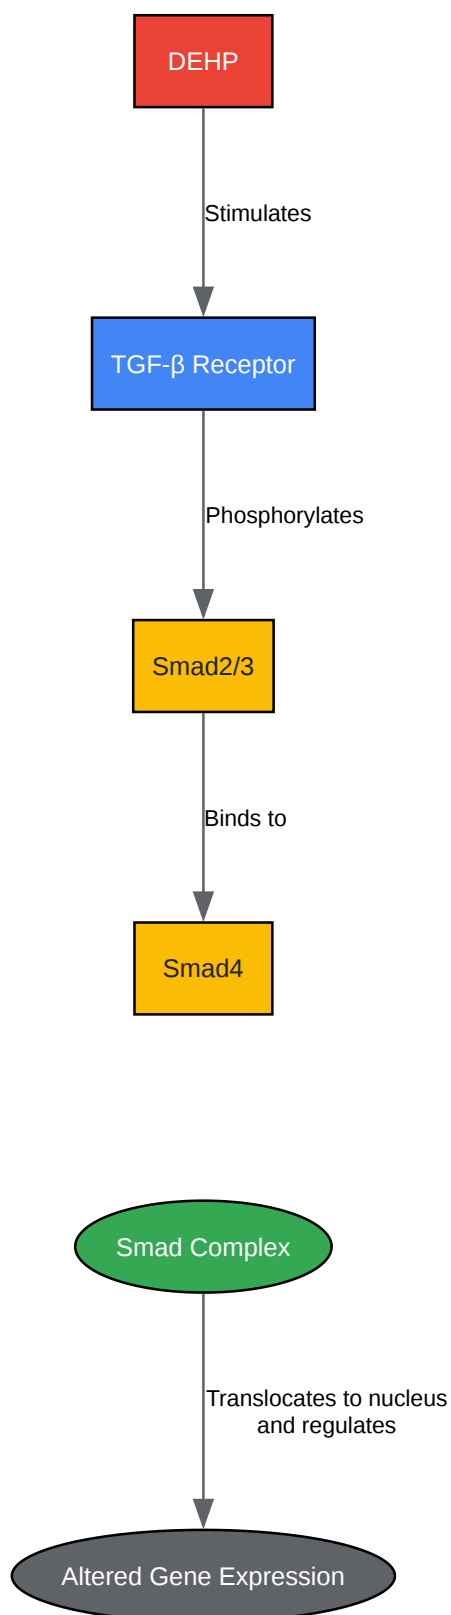 DEHP
Stimulates
TGF-β Receptor
Phosphorylates
Smad2/3
Binds to
Smad4
Smad Complex
Translocates to nucleus
and regulates
Altered Gene Expression